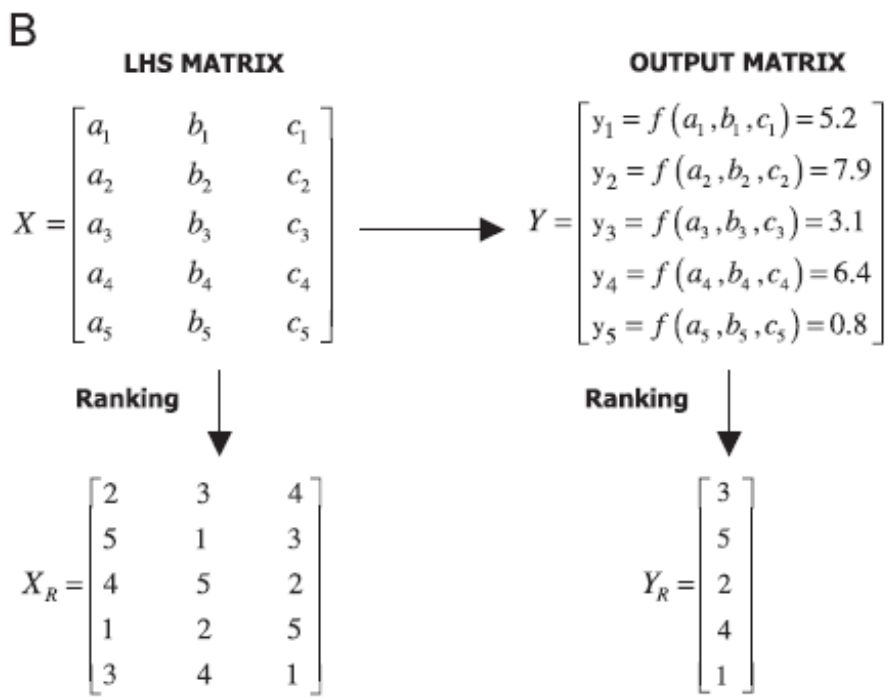 B
LHS MATRIX
OUTPUT MATRIX
X = [a₁ b₁ c₁
a₂ b₂ c₂
a₃ b₃ c₃
a₄ b₄ c₄
a₅ b₅ c₅]
Y = [y₁ = f(a₁,b₁,c₁)=5.2
y₂ = f(a₂,b₂,c₂)=7.9
y₃ = f(a₃,b₃,c₃)=3.1
y₄ = f(a₄,b₄,c₄)=6.4
y₅ = f(a₅,b₅,c₅)=0.8]
Ranking
Ranking
X_R = [2 3 4
5 1 3
4 5 2
1 2 5
3 4 1]
Y_R = [3
5
2
4
1]